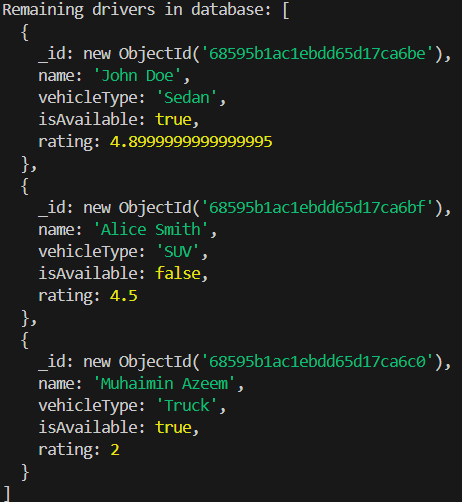 Remaining drivers in database: [
  {
    _id: new ObjectId('68595b1ac1ebdd65d17ca6be'),
    name: 'John Doe',
    vehicleType: 'Sedan',
    isAvailable: true,
    rating: 4.8999999999999995
  },
  {
    _id: new ObjectId('68595b1ac1ebdd65d17ca6bf'),
    name: 'Alice Smith',
    vehicleType: 'SUV',
    isAvailable: false,
    rating: 4.5
  },
  {
    _id: new ObjectId('68595b1ac1ebdd65d17ca6c0'),
    name: 'Muhaimin Azeem',
    vehicleType: 'Truck',
    isAvailable: true,
    rating: 2
  }
]